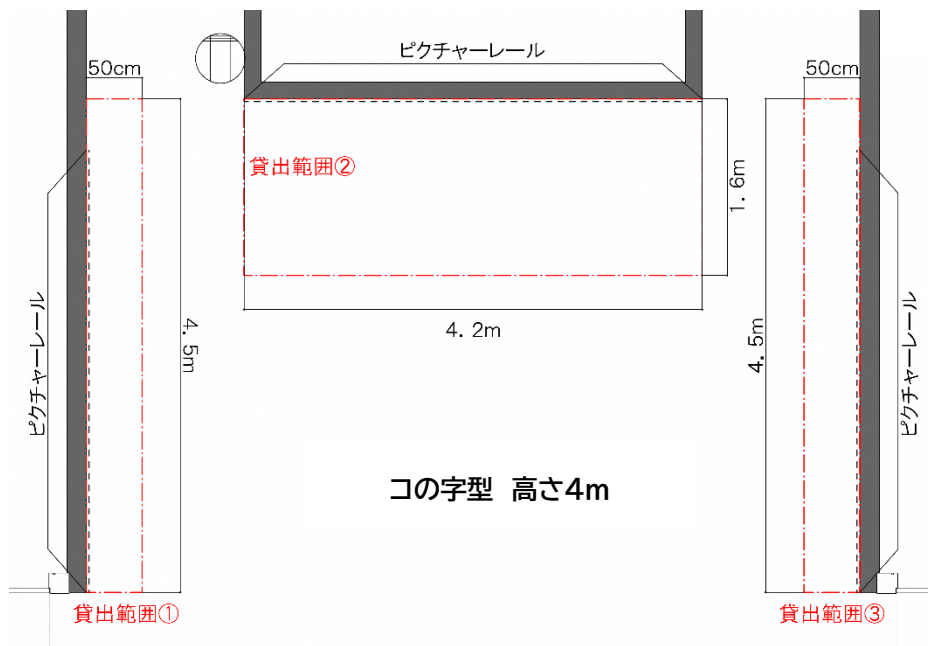 ピクチャーレール
50cm
50cm
貸出範囲②
1.6m
4.2m
4.5m
4.5m
ピクチャーレール
ピクチャーレール
コの字型 高さ4m
貸出範囲①
貸出範囲③